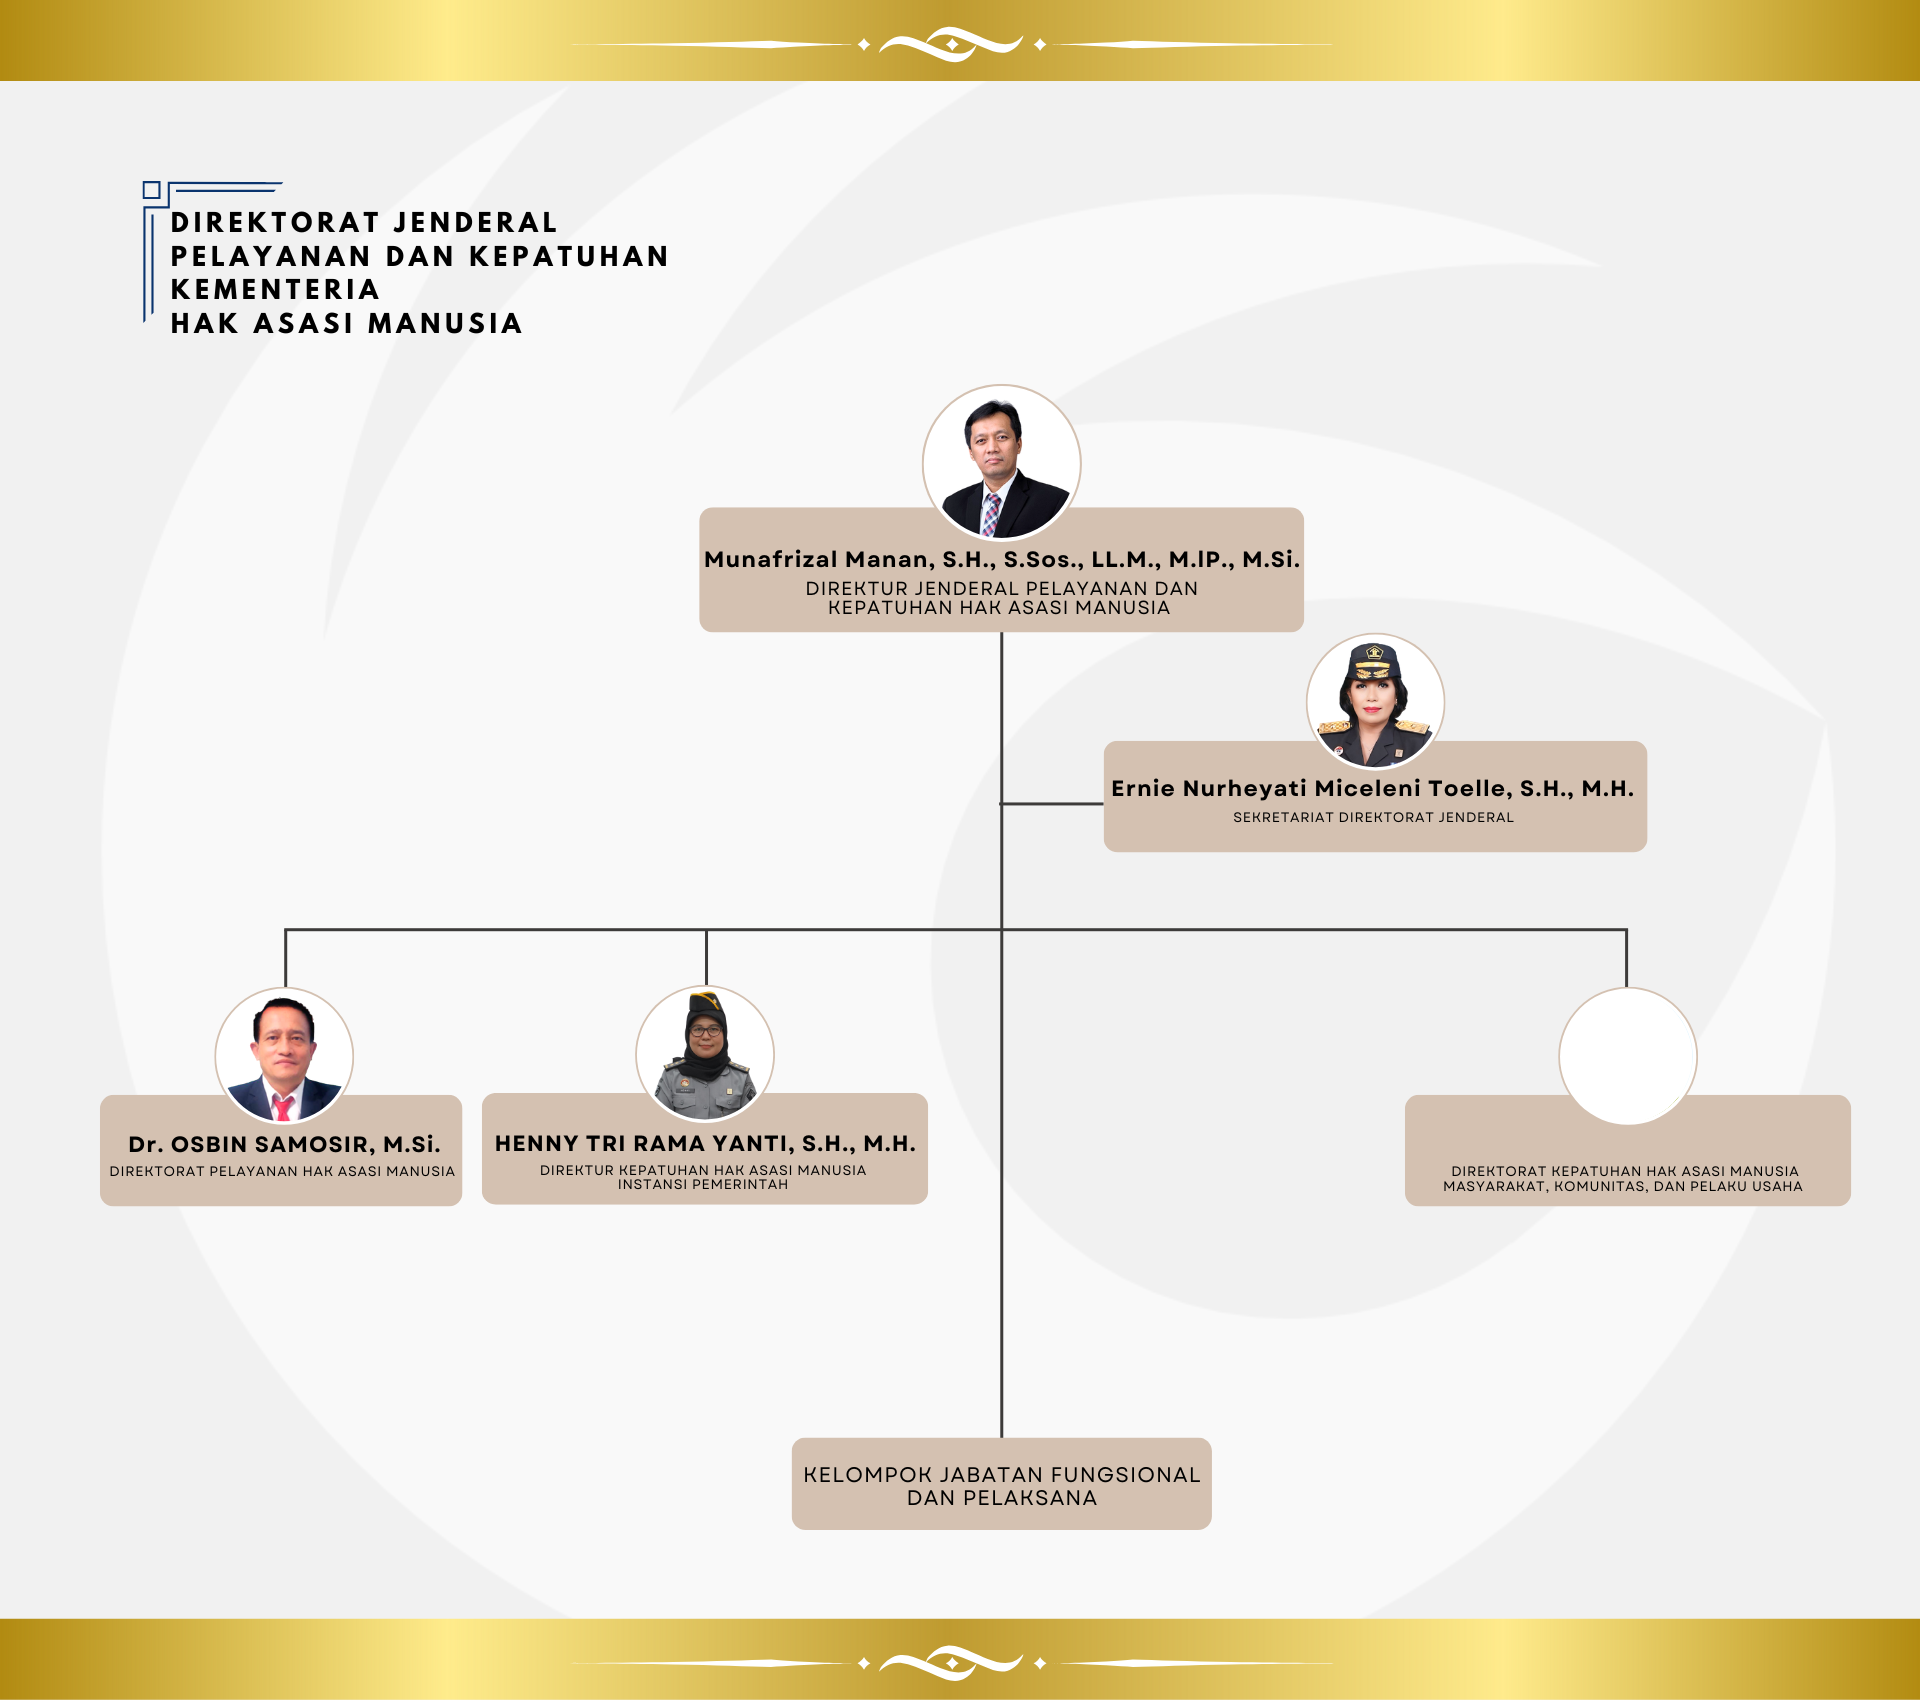 DIREKTORAT JENDERAL
PELAYANAN DAN KEPATUHAN
KEMENTERIA
HAK ASASI MANUSIA
Munafrizal Manan, S.H., S.Sos., LL.M., M.IP., M.Si.
DIREKTUR JENDERAL PELAYANAN DAN
KEPATUHAN HAK ASASI MANUSIA
Ernie Nurheyati Miceleni Toelle, S.H., M.H.
SEKRETARIAT DIREKTORAT JENDERAL
Dr. OSBIN SAMOSIR, M.Si.
DIREKTORAT PELAYANAN HAK ASASI MANUSIA
HENNY TRI RAMA YANTI, S.H., M.H.
DIREKTUR KEPATUHAN HAK ASASI MANUSIA
INSTANSI PEMERINTAH
DIREKTORAT KEPATUHAN HAK ASASI MANUSIA
MASYARAKAT, KOMUNITAS, DAN PELAKU USAHA
KELOMPOK JABATAN FUNGSIONAL
DAN PELAKSANA